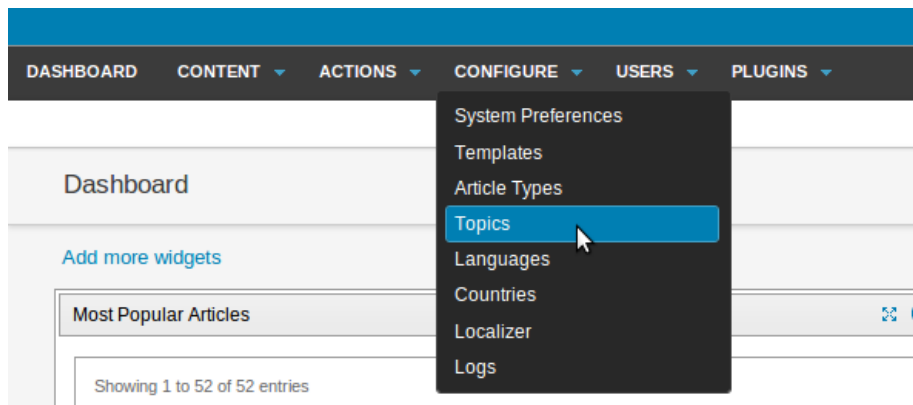 DASHBOARD CONTENT ACTIONS CONFIGURE USERS PLUGINS
System Preferences
Templates
Article Types
Topics
Languages
Countries
Localizer
Logs
Dashboard
Add more widgets
Most Popular Articles
Showing 1 to 52 of 52 entries